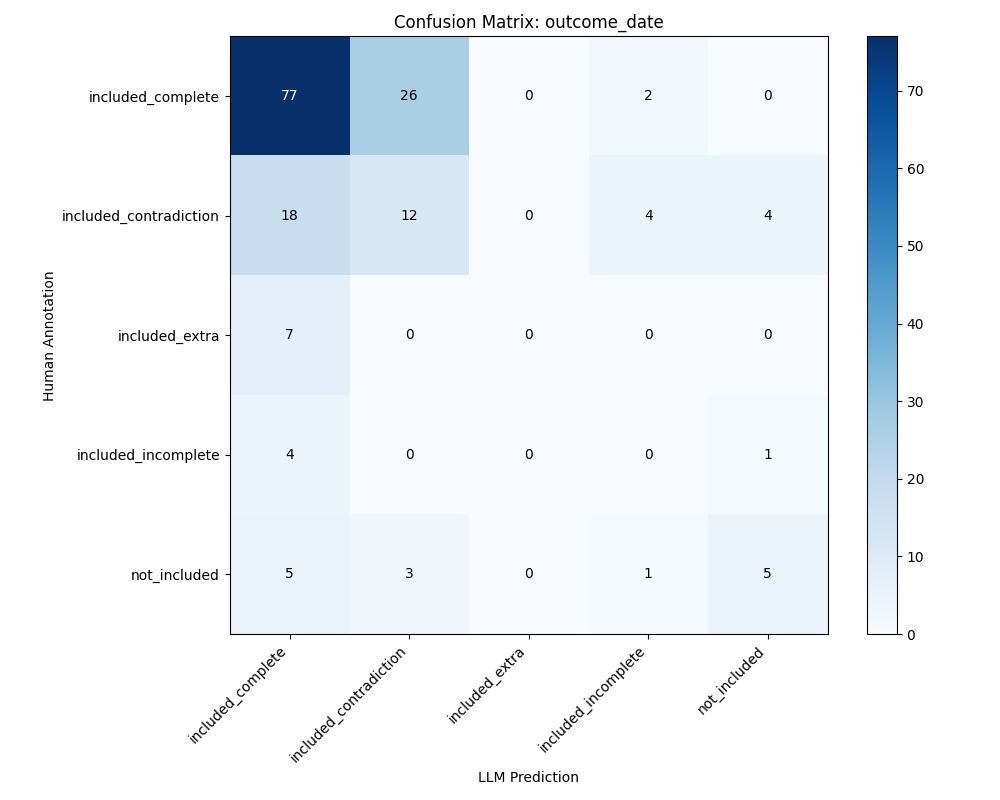 Confusion Matrix: outcome_date
included_complete 77 26 0 2 0
included_contradiction 18 12 0 4 4
included_extra 7 0 0 0 0
included_incomplete 4 0 0 0 1
not_included 5 3 0 1 5
included_complete
included_contradiction
included_extra
included_incomplete
not_included
LLM Prediction
Human Annotation
70
60
50
40
30
20
10
0